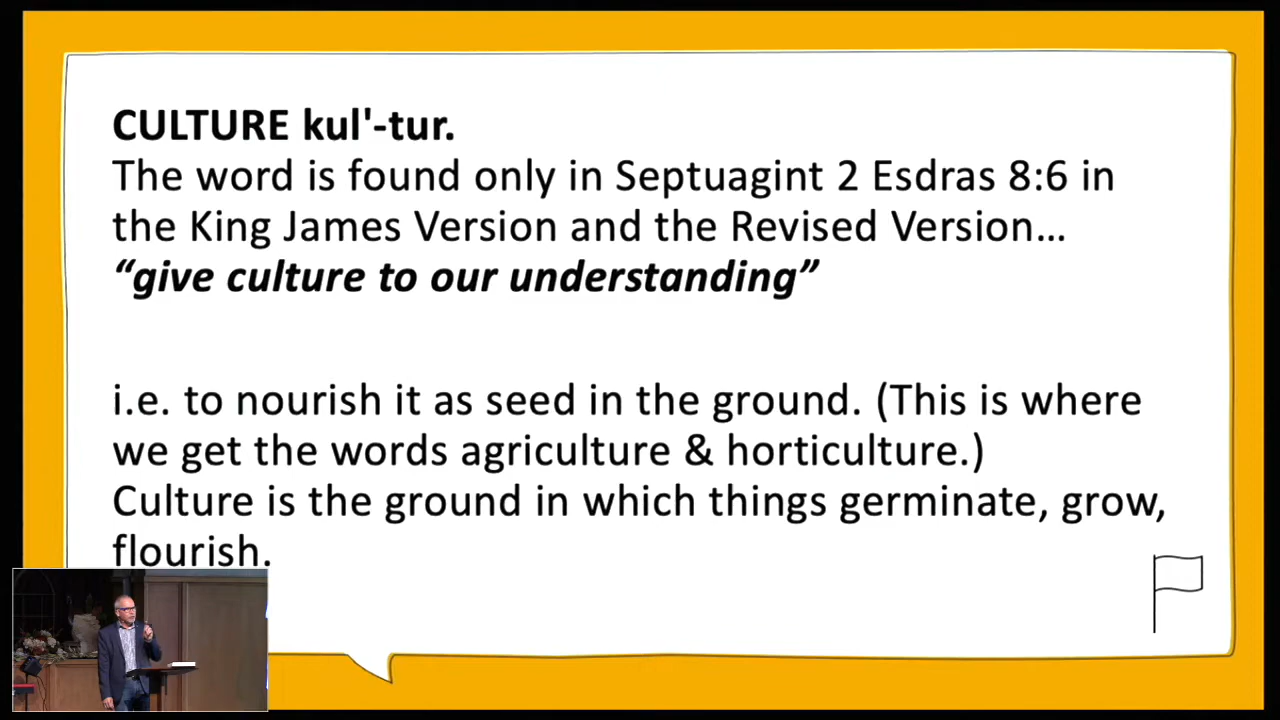 CULTURE kul'-tur.
The word is found only in Septuagint 2 Esdras 8:6 in
the King James Version and the Revised Version…
“give culture to our understanding”
i.e. to nourish it as seed in the ground. (This is where
we get the words agriculture & horticulture.)
Culture is the ground in which things germinate, grow,
flourish.